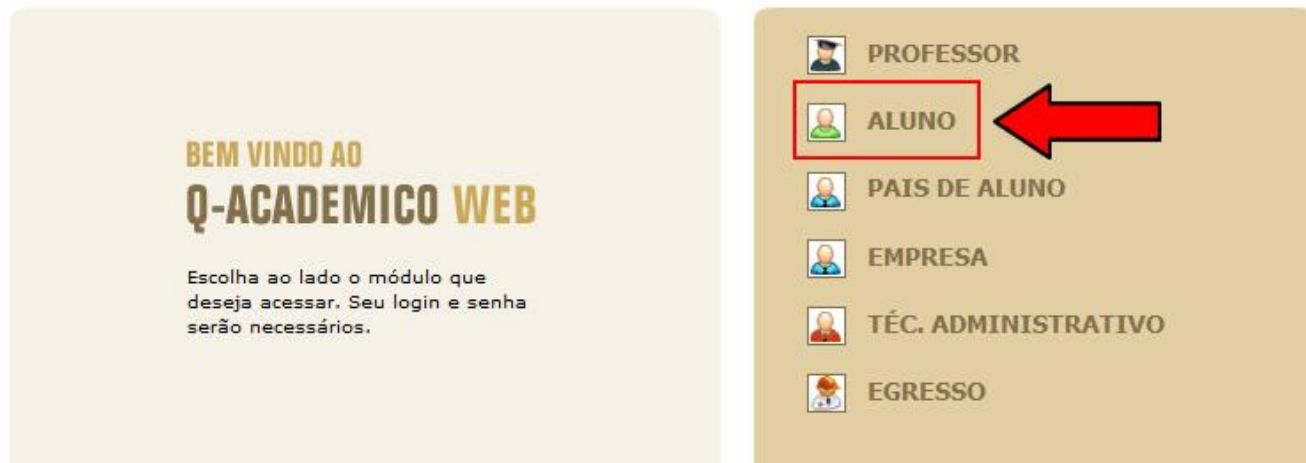 BEM VINDO AO
Q-ACADEMICO WEB
Escolha ao lado o módulo que
deseja acessar. Seu login e senha
serão necessários.
PROFESSOR
ALUNO
PAIS DE ALUNO
EMPRESA
TÉC. ADMINISTRATIVO
EGRESSO